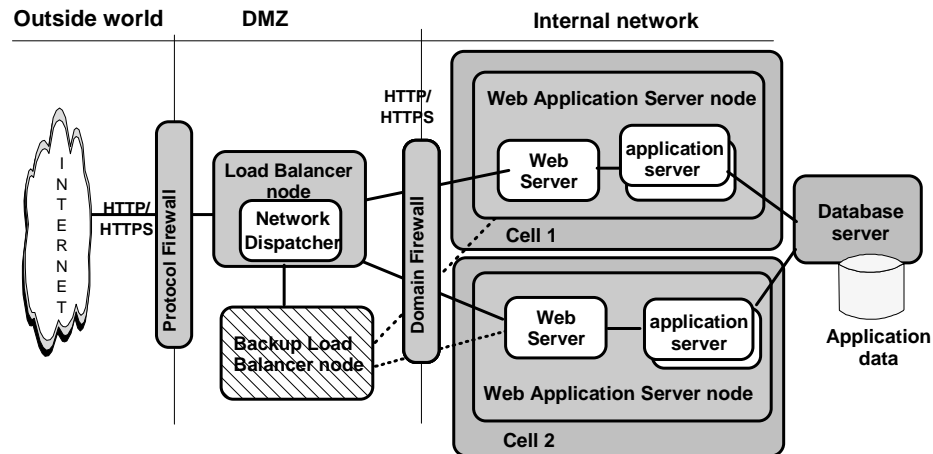 Outside world
DMZ
Internal network
INTERNET
HTTP/
HTTPS
Protocol Firewall
Load Balancer
node
Network
Dispatcher
Backup Load
Balancer node
HTTP/
HTTPS
Domain Firewall
Web Application Server node
Web
Server
application
server
Cell 1
Web
Server
application
server
Web Application Server node
Cell 2
Database
server
Application
data